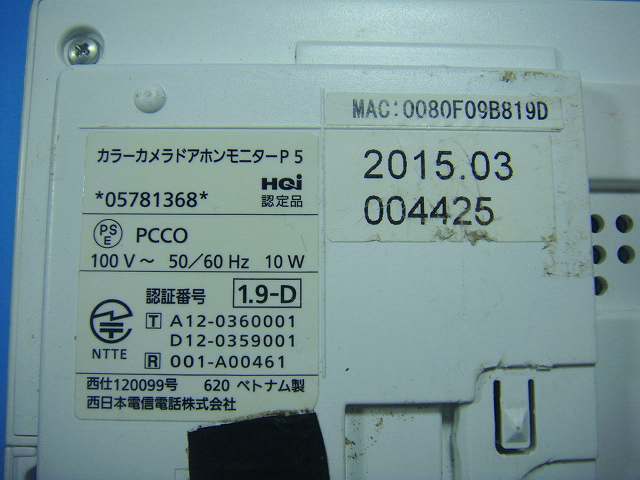 MAC:0080F09B819D
2015.03
004425
カラーカメラドアホンモニターP5
HQi
*05781368* 認定品
PS
E PCCO
100 V～ 50/60 Hz 10 W
認証番号 1.9-D
T A12-0360001
D12-0359001
NTTE
R 001-A00461
西仕120099号 620 ベトナム製
西日本電信電話株式会社